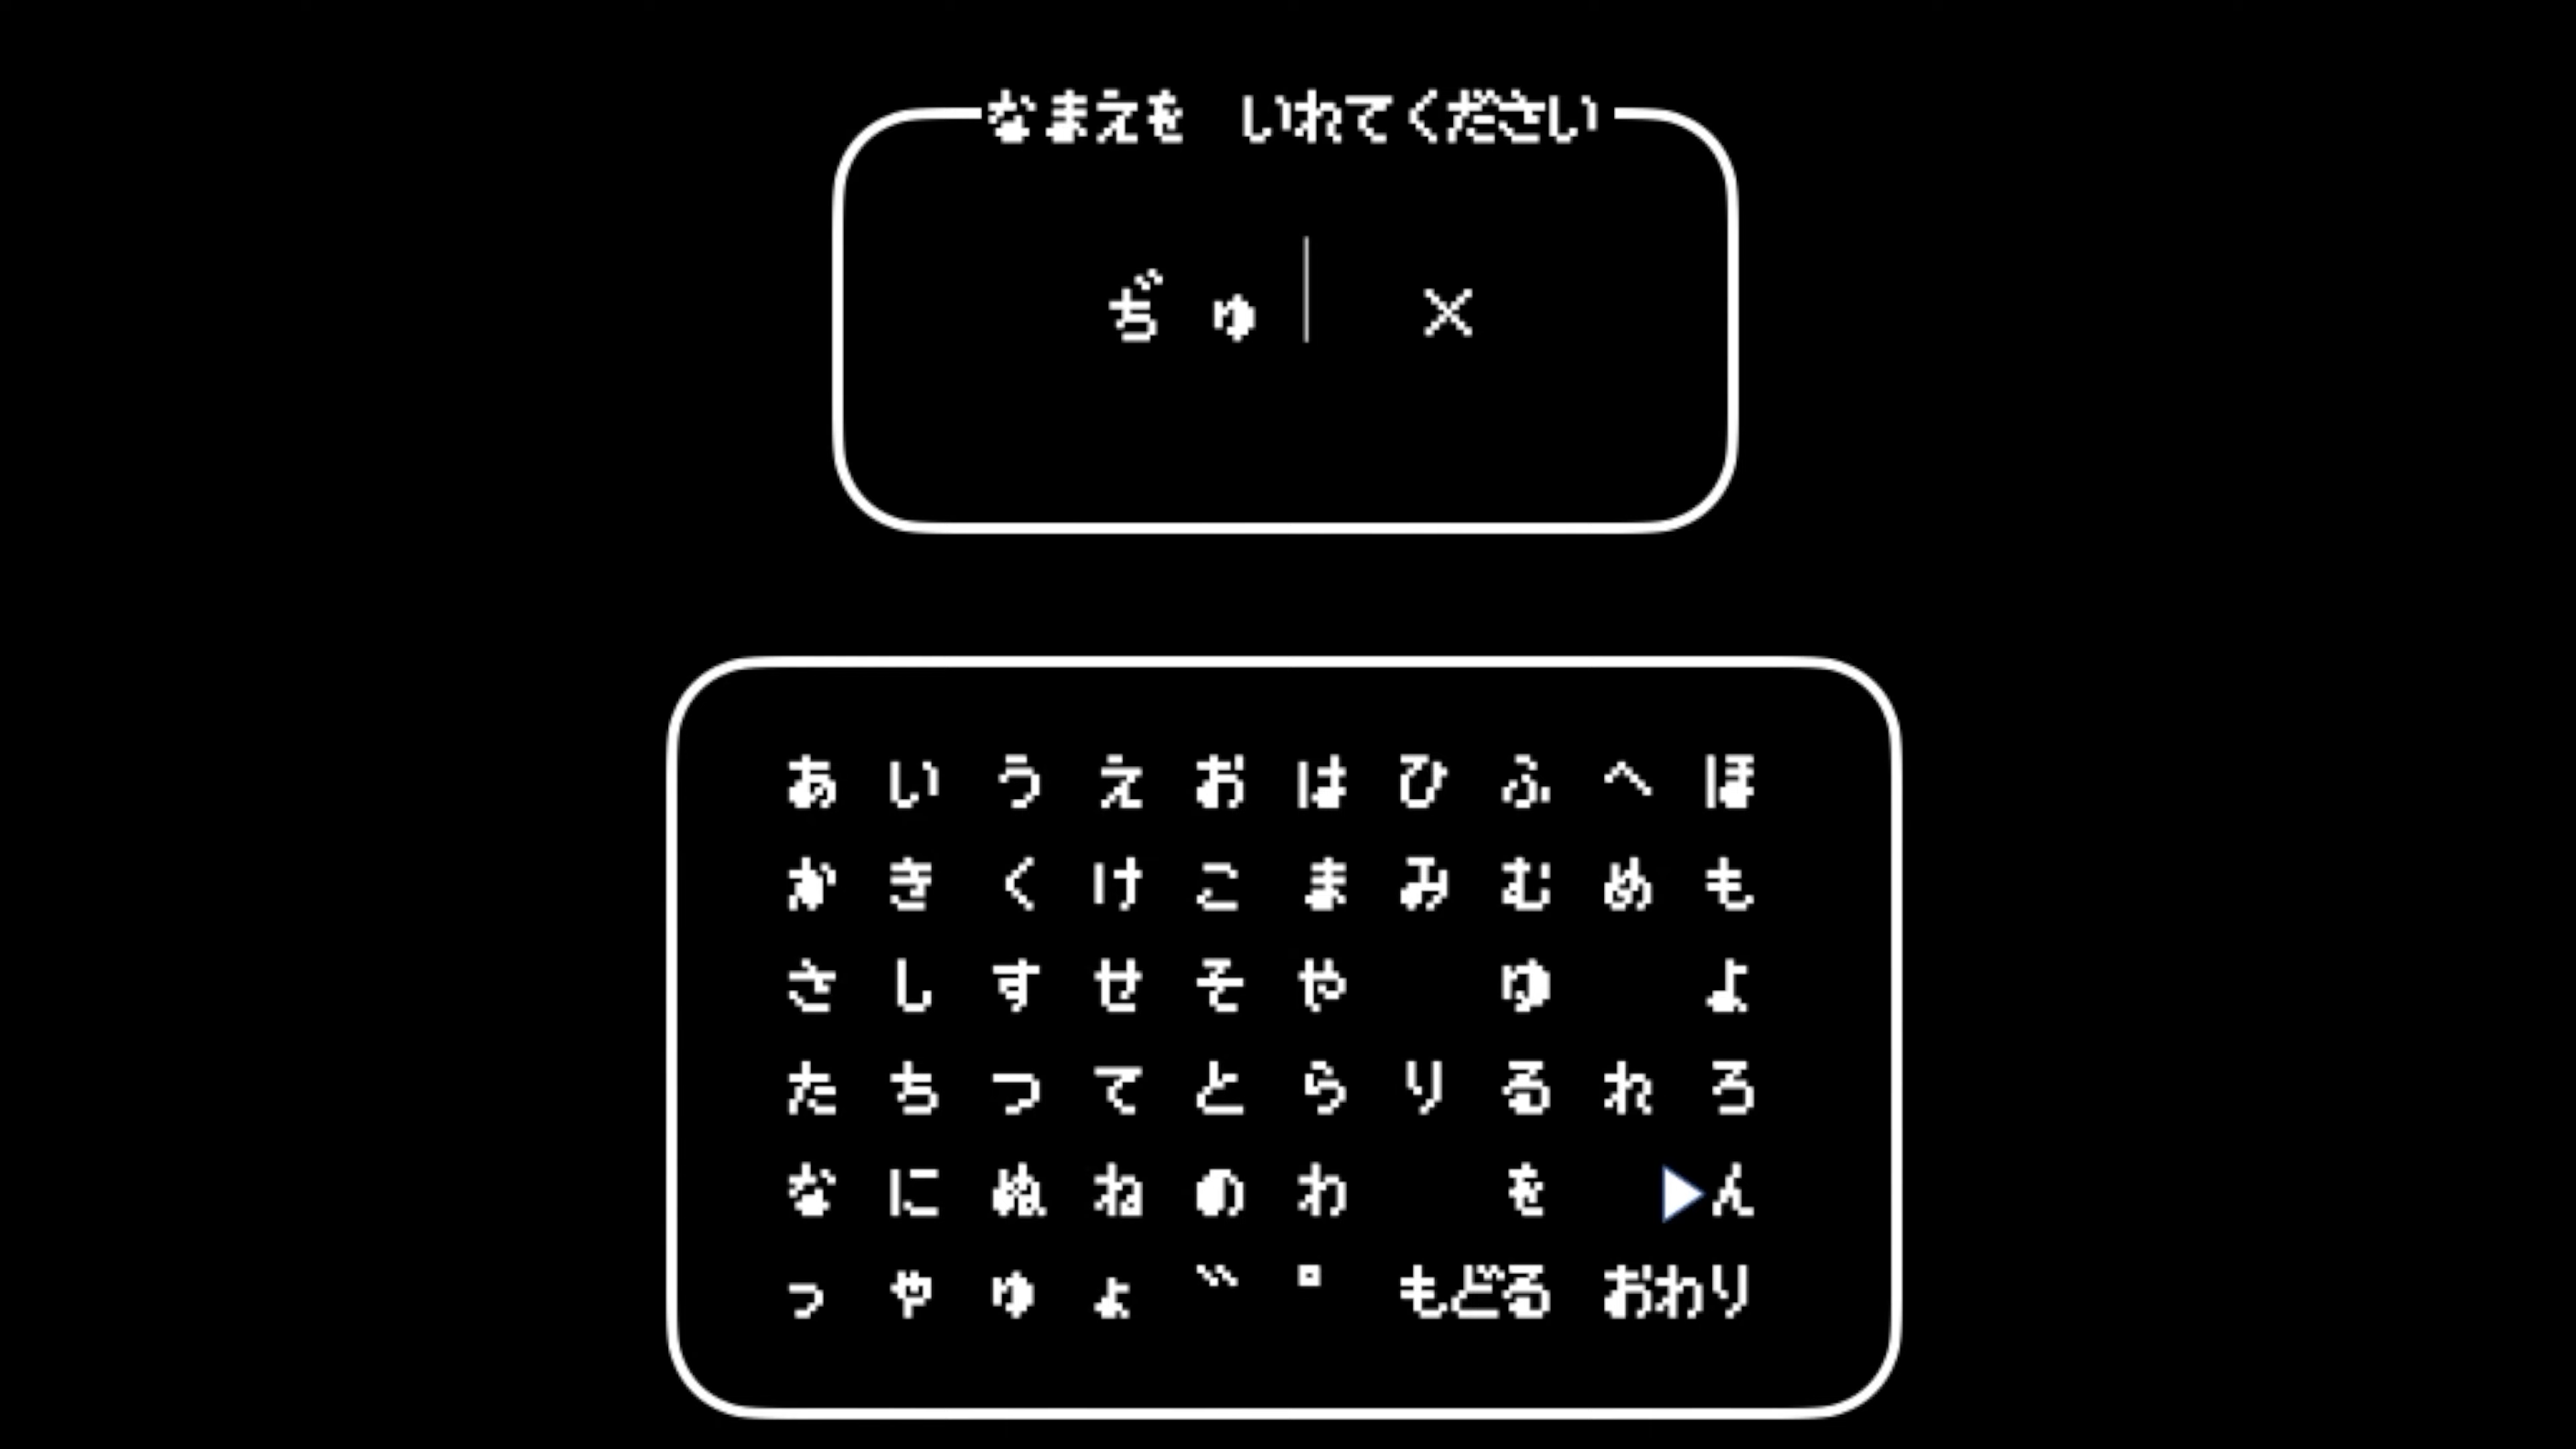 なまえを　いれてください
ぢゅ ×
あ い う え お は ひ ふ へ ほ
か き く け こ ま み む め も
さ し す せ そ や ゆ よ
た ち つ て と ら り る れ ろ
な に ぬ ね の わ を ▶ん
っ ゃ ゅ ょ ゛ ゜ もどる おわり